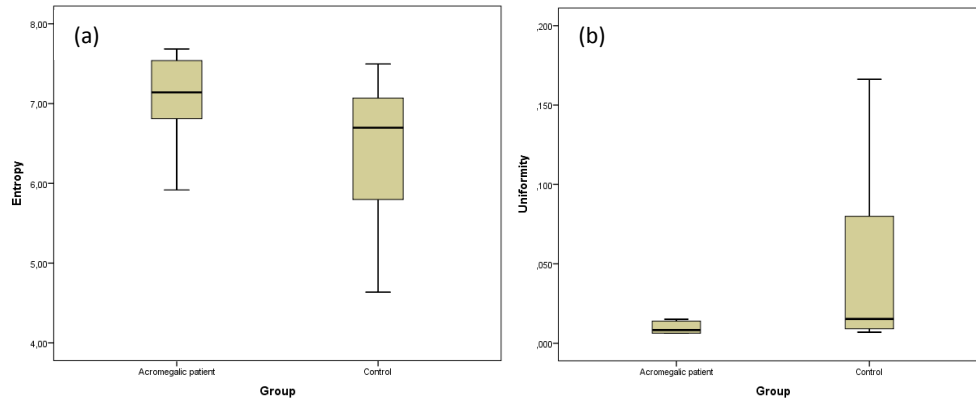 (a)
8,00
7,00
6,00
5,00
4,00
Entropy
Acromegalic patient Control
Group
(b)
,200
,150
,100
,050
,000
Uniformity
Acromegalic patient Control
Group